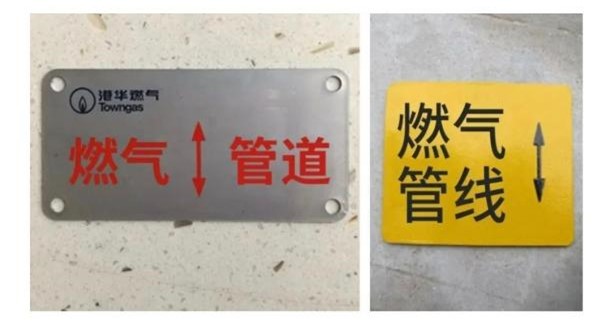 港华燃气
Towngas
燃气 管道
燃气
管线